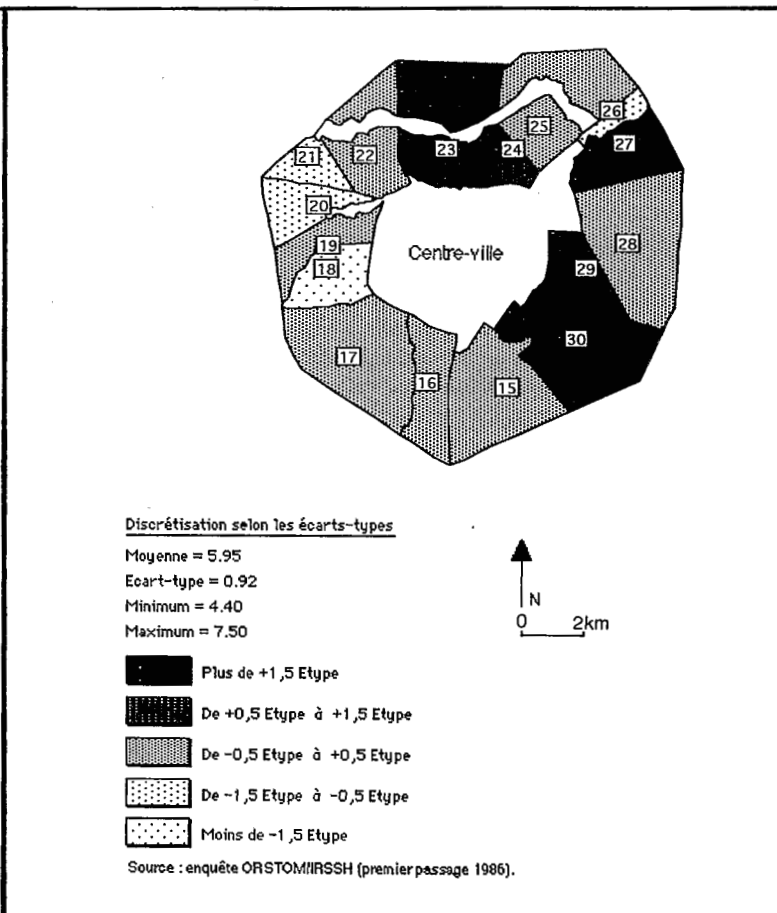 26
25
27
23
24
21
22
20
28
19
Centre-ville
29
18
30
17
16
15
Discrétisation selon les écarts-types
Moyenne = 5.95
Ecart-type = 0.92
Minimum = 4.40
Maximum = 7.50
N
0 2km
Plus de +1,5 Etype
De +0,5 Etype à +1,5 Etype
De -0,5 Etype à +0,5 Etype
De -1,5 Etype à -0,5 Etype
Moins de -1,5 Etype
Source : enquête ORSTOM/IRSSH (premier passage 1986).